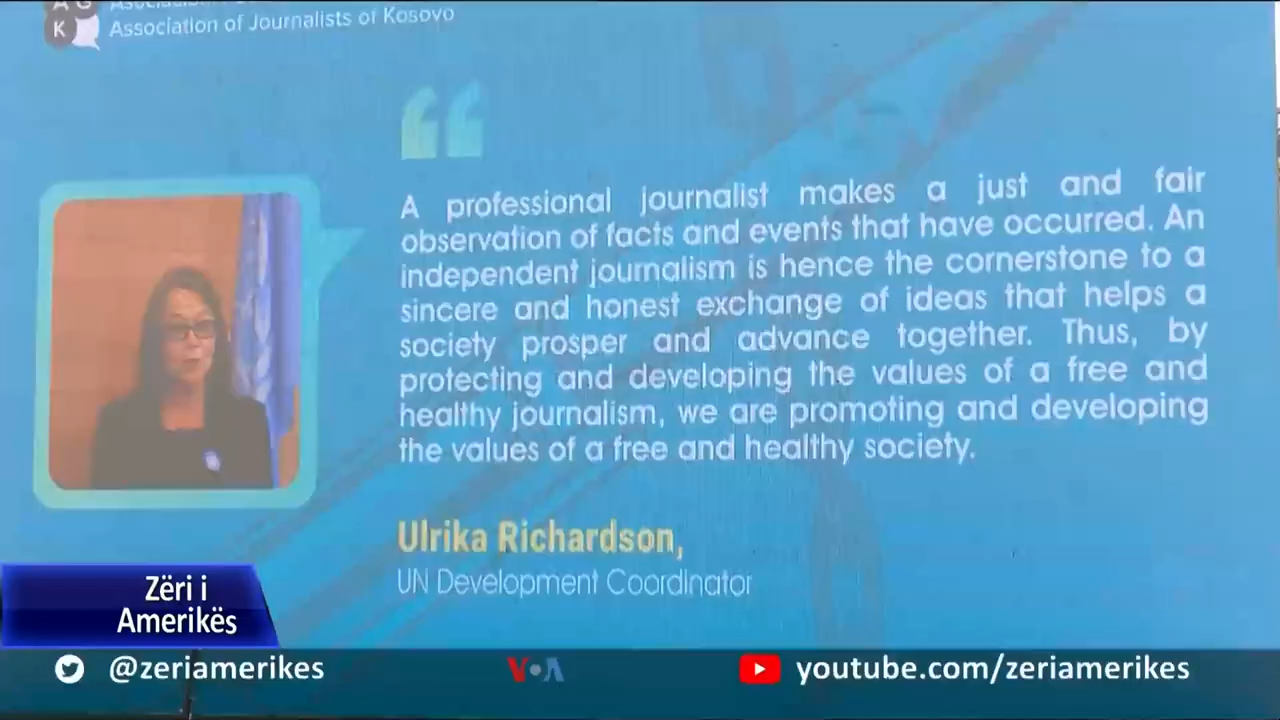 A G
K
Association of Journalists of Kosovo
A professional journalist makes a just and fair
observation of facts and events that have occurred. An
independent journalism is hence the cornerstone to a
sincere and honest exchange of ideas that helps a
society prosper and advance together. Thus, by
protecting and developing the values of a free and
healthy journalism, we are promoting and developing
the values of a free and healthy society.
Ulrika Richardson,
UN Development Coordinator
Zëri i
Amerikës
@zeriamerikes
VOA
youtube.com/zeriamerikes